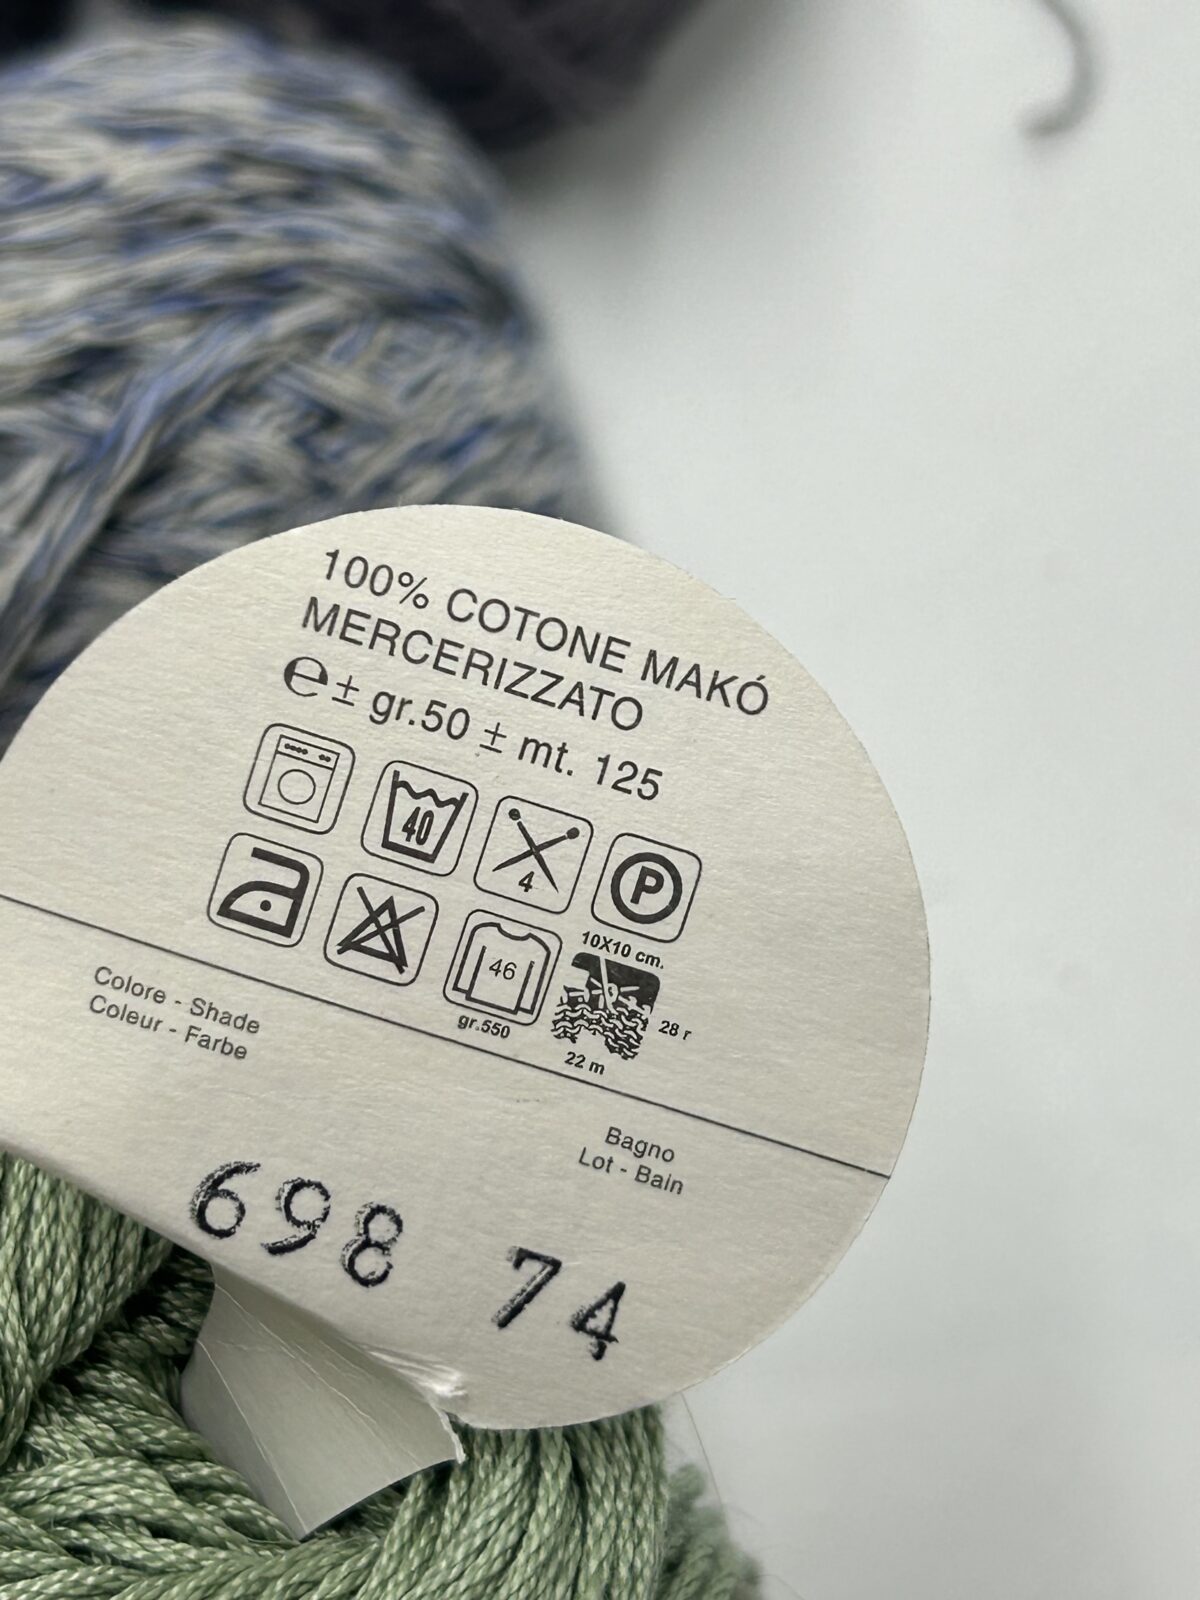 100% COTONE MAKÓ
MERCERIZZATO
℮ ± gr.50 ± mt. 125
40
4
P
46
gr.550
10X10 cm.
28 r
22 m
Colore - Shade
Coleur - Farbe
Bagno
Lot - Bain
698 74